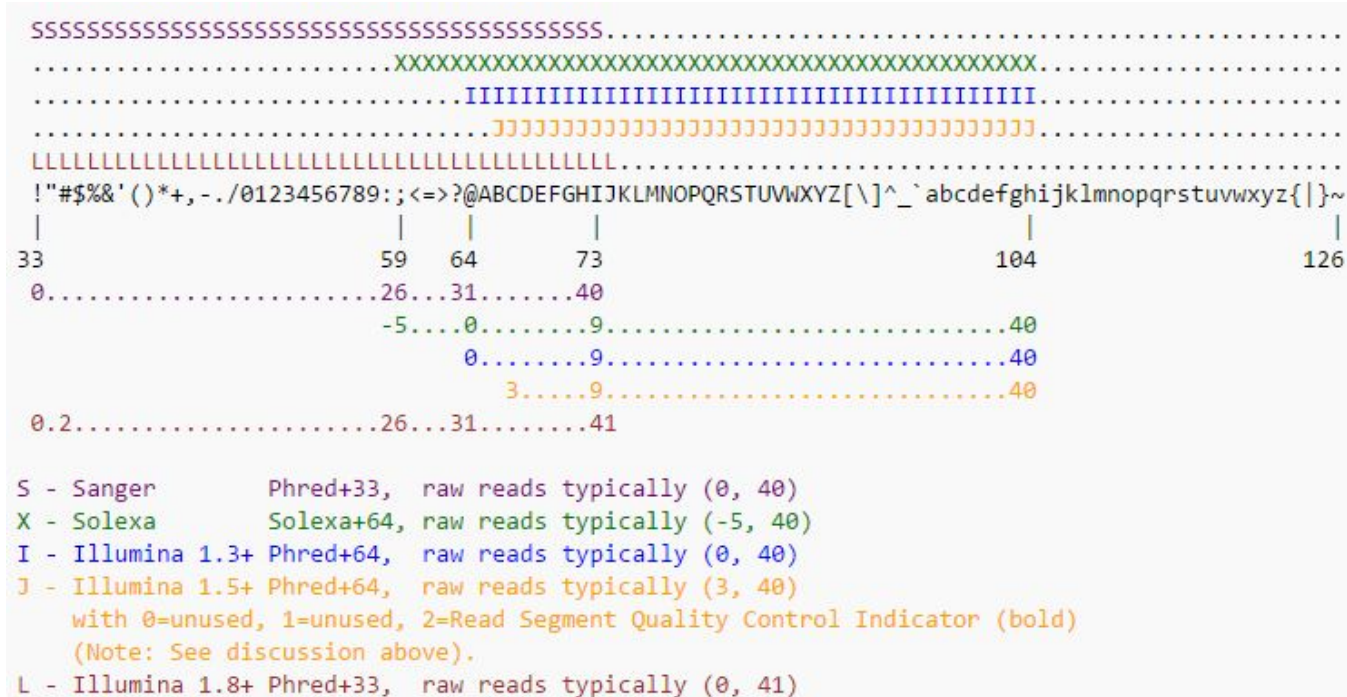 SSSSSSSSSSSSSSSSSSSSSSSSSSSSSSSSSSSSSSSSS.....................................................
..........................XXXXXXXXXXXXXXXXXXXXXXXXXXXXXXXXXXXXXXXXXXXXXX......................
...............................IIIIIIIIIIIIIIIIIIIIIIIIIIIIIIIIIIIIIIIII......................
.................................JJJJJJJJJJJJJJJJJJJJJJJJJJJJJJJJJJJJJJJ......................
LLLLLLLLLLLLLLLLLLLLLLLLLLLLLLLLLLLLLLLLLL....................................................
!"#$%&'()*+,-./0123456789:;<=>?@ABCDEFGHIJKLMNOPQRSTUVWXYZ[\]^_`abcdefghijklmnopqrstuvwxyz{|}~
| | | | | |
33 59 64 73 104 126
0........................26...31.......40
-5....0........9.............................40
0........9.............................40
3.....9.............................40
0.2......................26...31........41
S - Sanger Phred+33, raw reads typically (0, 40)
X - Solexa Solexa+64, raw reads typically (-5, 40)
I - Illumina 1.3+ Phred+64, raw reads typically (0, 40)
J - Illumina 1.5+ Phred+64, raw reads typically (3, 40)
with 0=unused, 1=unused, 2=Read Segment Quality Control Indicator (bold)
(Note: See discussion above).
L - Illumina 1.8+ Phred+33, raw reads typically (0, 41)